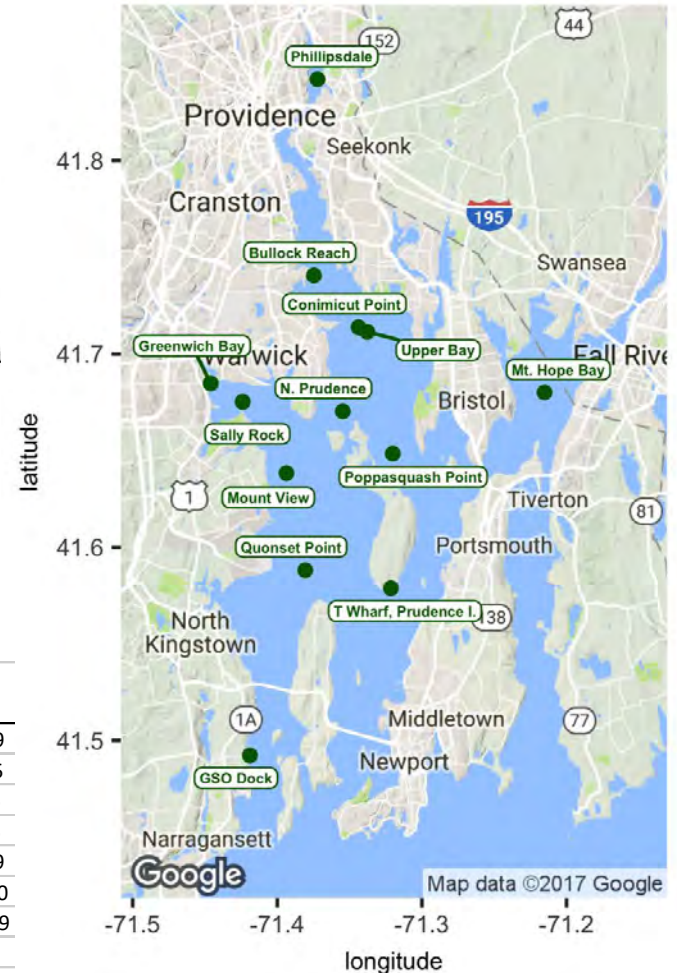 44
152
Phillipsdale
Providence
Seekonk
41.8
Cranston
195
Bullock Reach
Swansea
Conimicut Point
Greenwich Bay
Upper Bay
41.7
Warwick
Fall Rive
Mt. Hope Bay
N. Prudence
Bristol
Sally Rock
Poppasquash Point
1
Mount View
Tiverton
81
latitude
Quonset Point
41.6
Portsmouth
T Wharf, Prudence I.
138
North
Kingstown
1A
Middletown
77
41.5
Newport
GSO Dock
Narragansett
Google
Map data ©2017 Google
-71.5
-71.4
-71.3
-71.2
longitude